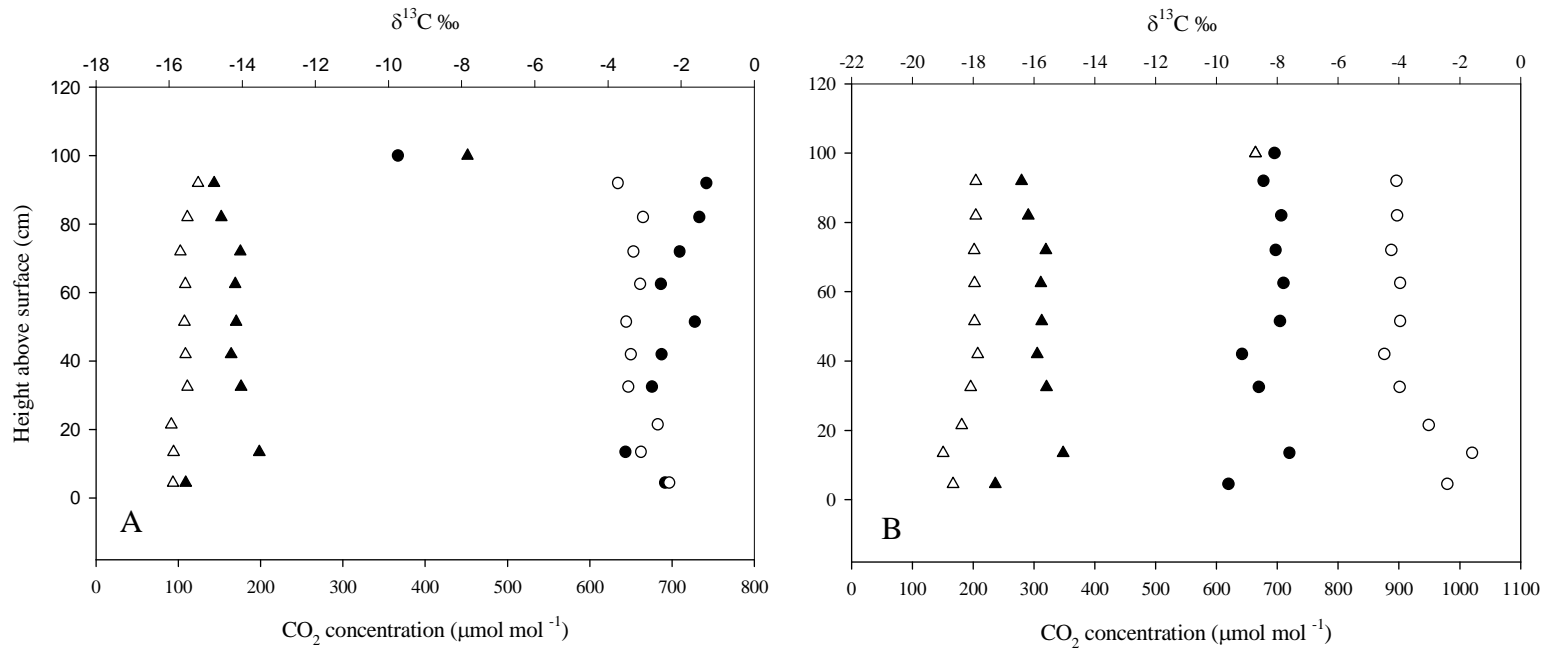 δ¹³C ‰
-18 -16 -14 -12 -10 -8 -6 -4 -2 0
120
100
80
60
40
20
0
Height above surface (cm)
A
0 100 200 300 400 500 600 700 800
CO₂ concentration (μmol mol ⁻¹)
δ¹³C ‰
-22 -20 -18 -16 -14 -12 -10 -8 -6 -4 -2 0
120
100
80
60
40
20
0
B
0 100 200 300 400 500 600 700 800 900 1000 1100
CO₂ concentration (μmol mol ⁻¹)